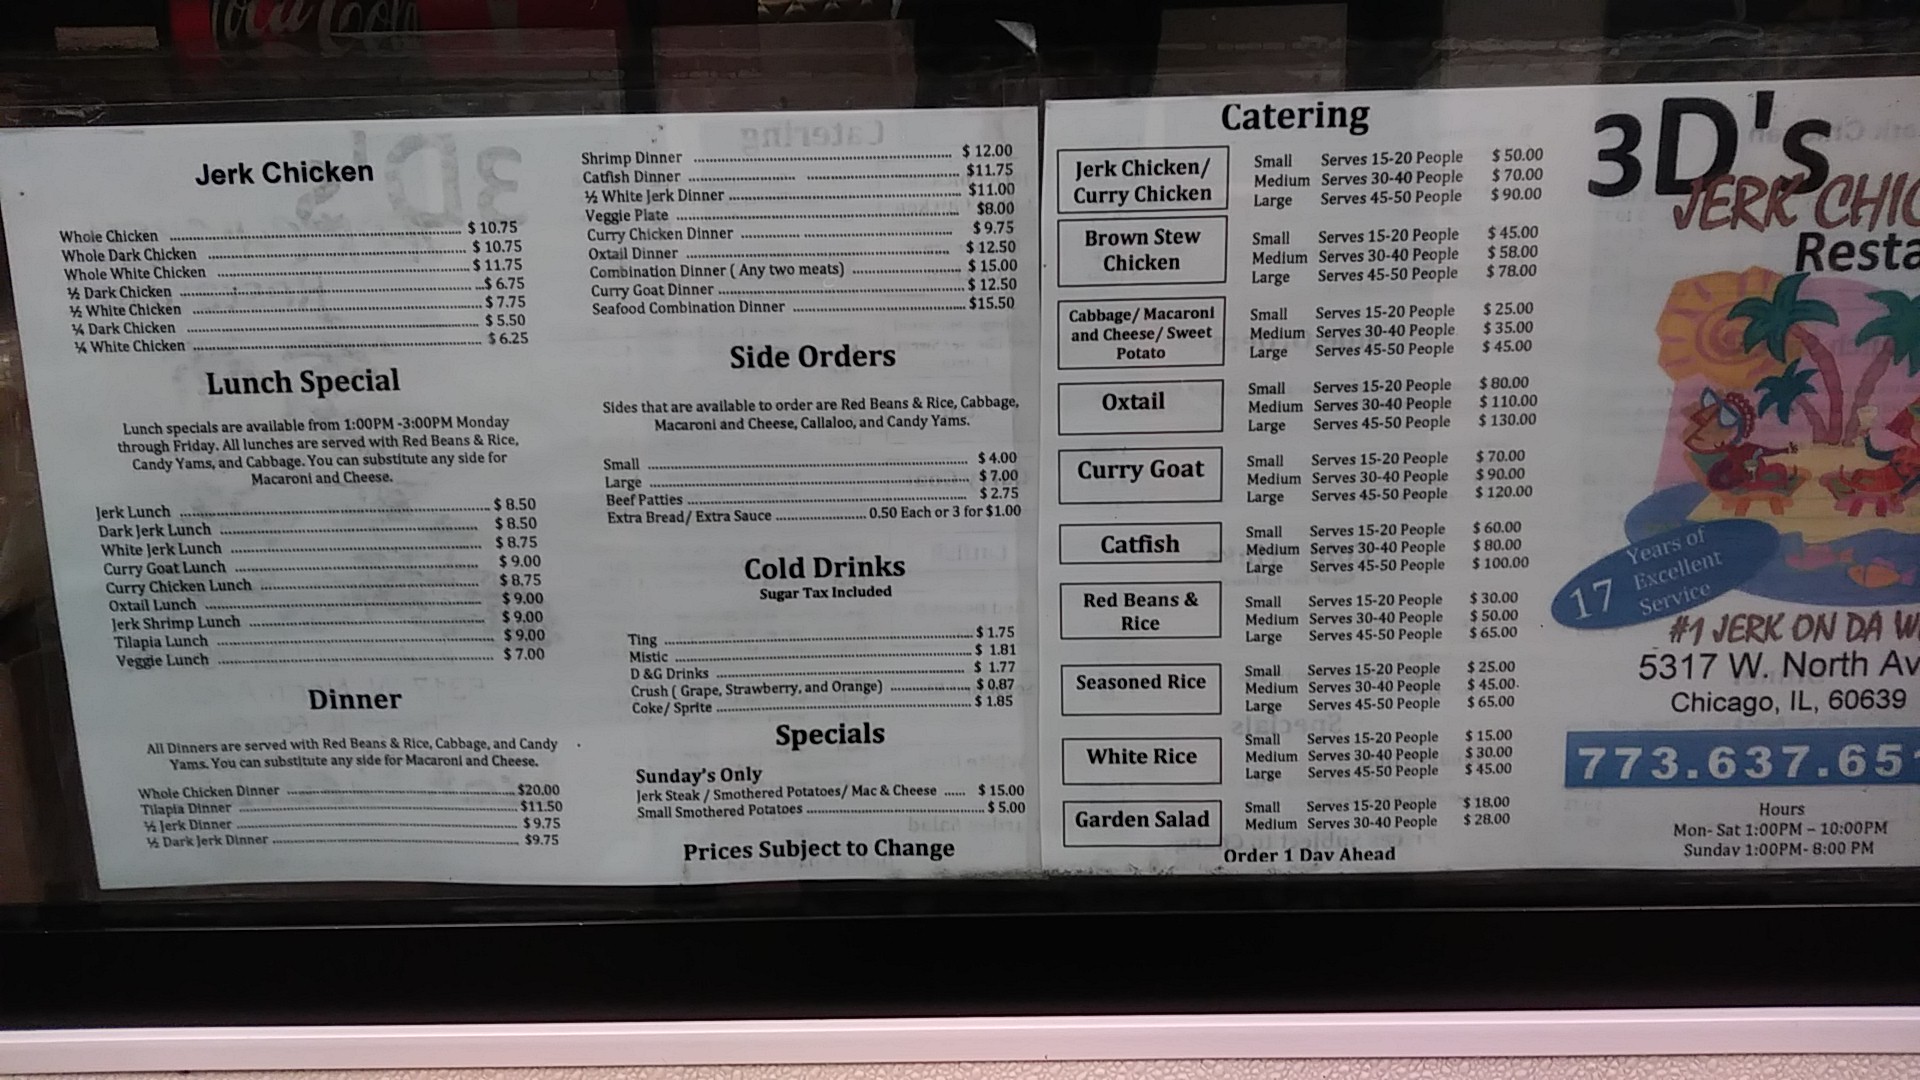 Coca Cola
Jerk Chicken
Whole Chicken $ 10.75
Whole Dark Chicken $ 10.75
Whole White Chicken $ 11.75
½ Dark Chicken $ 6.75
½ White Chicken $ 7.75
¼ Dark Chicken $ 5.50
¼ White Chicken $ 6.25
Lunch Special
Lunch specials are available from 1:00PM -3:00PM Monday
through Friday. All lunches are served with Red Beans & Rice,
Candy Yams, and Cabbage. You can substitute any side for
Macaroni and Cheese.
Jerk Lunch $ 8.50
Dark Jerk Lunch $ 8.50
White Jerk Lunch $ 8.75
Curry Goat Lunch $ 9.00
Curry Chicken Lunch $ 8.75
Oxtail Lunch $ 9.00
Jerk Shrimp Lunch $ 9.00
Tilapia Lunch $ 9.00
Veggie Lunch $ 7.00
Dinner
All Dinners are served with Red Beans & Rice, Cabbage, and Candy
Yams. You can substitute any side for Macaroni and Cheese.
Whole Chicken Dinner $20.00
Tilapia Dinner $11.50
½ Jerk Dinner $ 9.75
½ Dark Jerk Dinner $9.75
Shrimp Dinner $ 12.00
Catfish Dinner $11.75
½ White Jerk Dinner $11.00
Veggie Plate $8.00
Curry Chicken Dinner $ 9.75
Oxtail Dinner $ 12.50
Combination Dinner ( Any two meats) $ 15.00
Curry Goat Dinner $ 12.50
Seafood Combination Dinner $15.50
Side Orders
Sides that are available to order are Red Beans & Rice, Cabbage,
Macaroni and Cheese, Callaloo, and Candy Yams.
Small $ 4.00
Large $ 7.00
Beef Patties $ 2.75
Extra Bread/ Extra Sauce 0.50 Each or 3 for $1.00
Cold Drinks
Sugar Tax Included
Ting $ 1.75
Mistic $ 1.81
D &G Drinks $ 1.77
Crush ( Grape, Strawberry, and Orange) $ 0.87
Coke/ Sprite $ 1.85
Specials
Sunday's Only
Jerk Steak / Smothered Potatoes/ Mac & Cheese $ 15.00
Small Smothered Potatoes $ 5.00
Prices Subject to Change
Catering
Jerk Chicken/
Curry Chicken
Small Serves 15-20 People $ 50.00
Medium Serves 30-40 People $ 70.00
Large Serves 45-50 People $ 90.00
Brown Stew
Chicken
Small Serves 15-20 People $ 45.00
Medium Serves 30-40 People $ 58.00
Large Serves 45-50 People $ 78.00
Cabbage/ Macaroni
and Cheese/ Sweet
Potato
Small Serves 15-20 People $ 25.00
Medium Serves 30-40 People $ 35.00
Large Serves 45-50 People $ 45.00
Oxtail
Small Serves 15-20 People $ 80.00
Medium Serves 30-40 People $ 110.00
Large Serves 45-50 People $ 130.00
Curry Goat
Small Serves 15-20 People $ 70.00
Medium Serves 30-40 People $ 90.00
Large Serves 45-50 People $ 120.00
Catfish
Small Serves 15-20 People $ 60.00
Medium Serves 30-40 People $ 80.00
Large Serves 45-50 People $ 100.00
Red Beans &
Rice
Small Serves 15-20 People $ 30.00
Medium Serves 30-40 People $ 50.00
Large Serves 45-50 People $ 65.00
Seasoned Rice
Small Serves 15-20 People $ 25.00
Medium Serves 30-40 People $ 45.00
Large Serves 45-50 People $ 65.00
White Rice
Small Serves 15-20 People $ 15.00
Medium Serves 30-40 People $ 30.00
Large Serves 45-50 People $ 45.00
Garden Salad
Small Serves 15-20 People $ 18.00
Medium Serves 30-40 People $ 28.00
Order 1 Day Ahead
3D's
JERK CHIC
Resta
17 Years of
Excellent
Service
#1 JERK ON DA W
5317 W. North Av
Chicago, IL, 60639
773.637.651
Hours
Mon- Sat 1:00PM – 10:00PM
Sunday 1:00PM- 8:00 PM